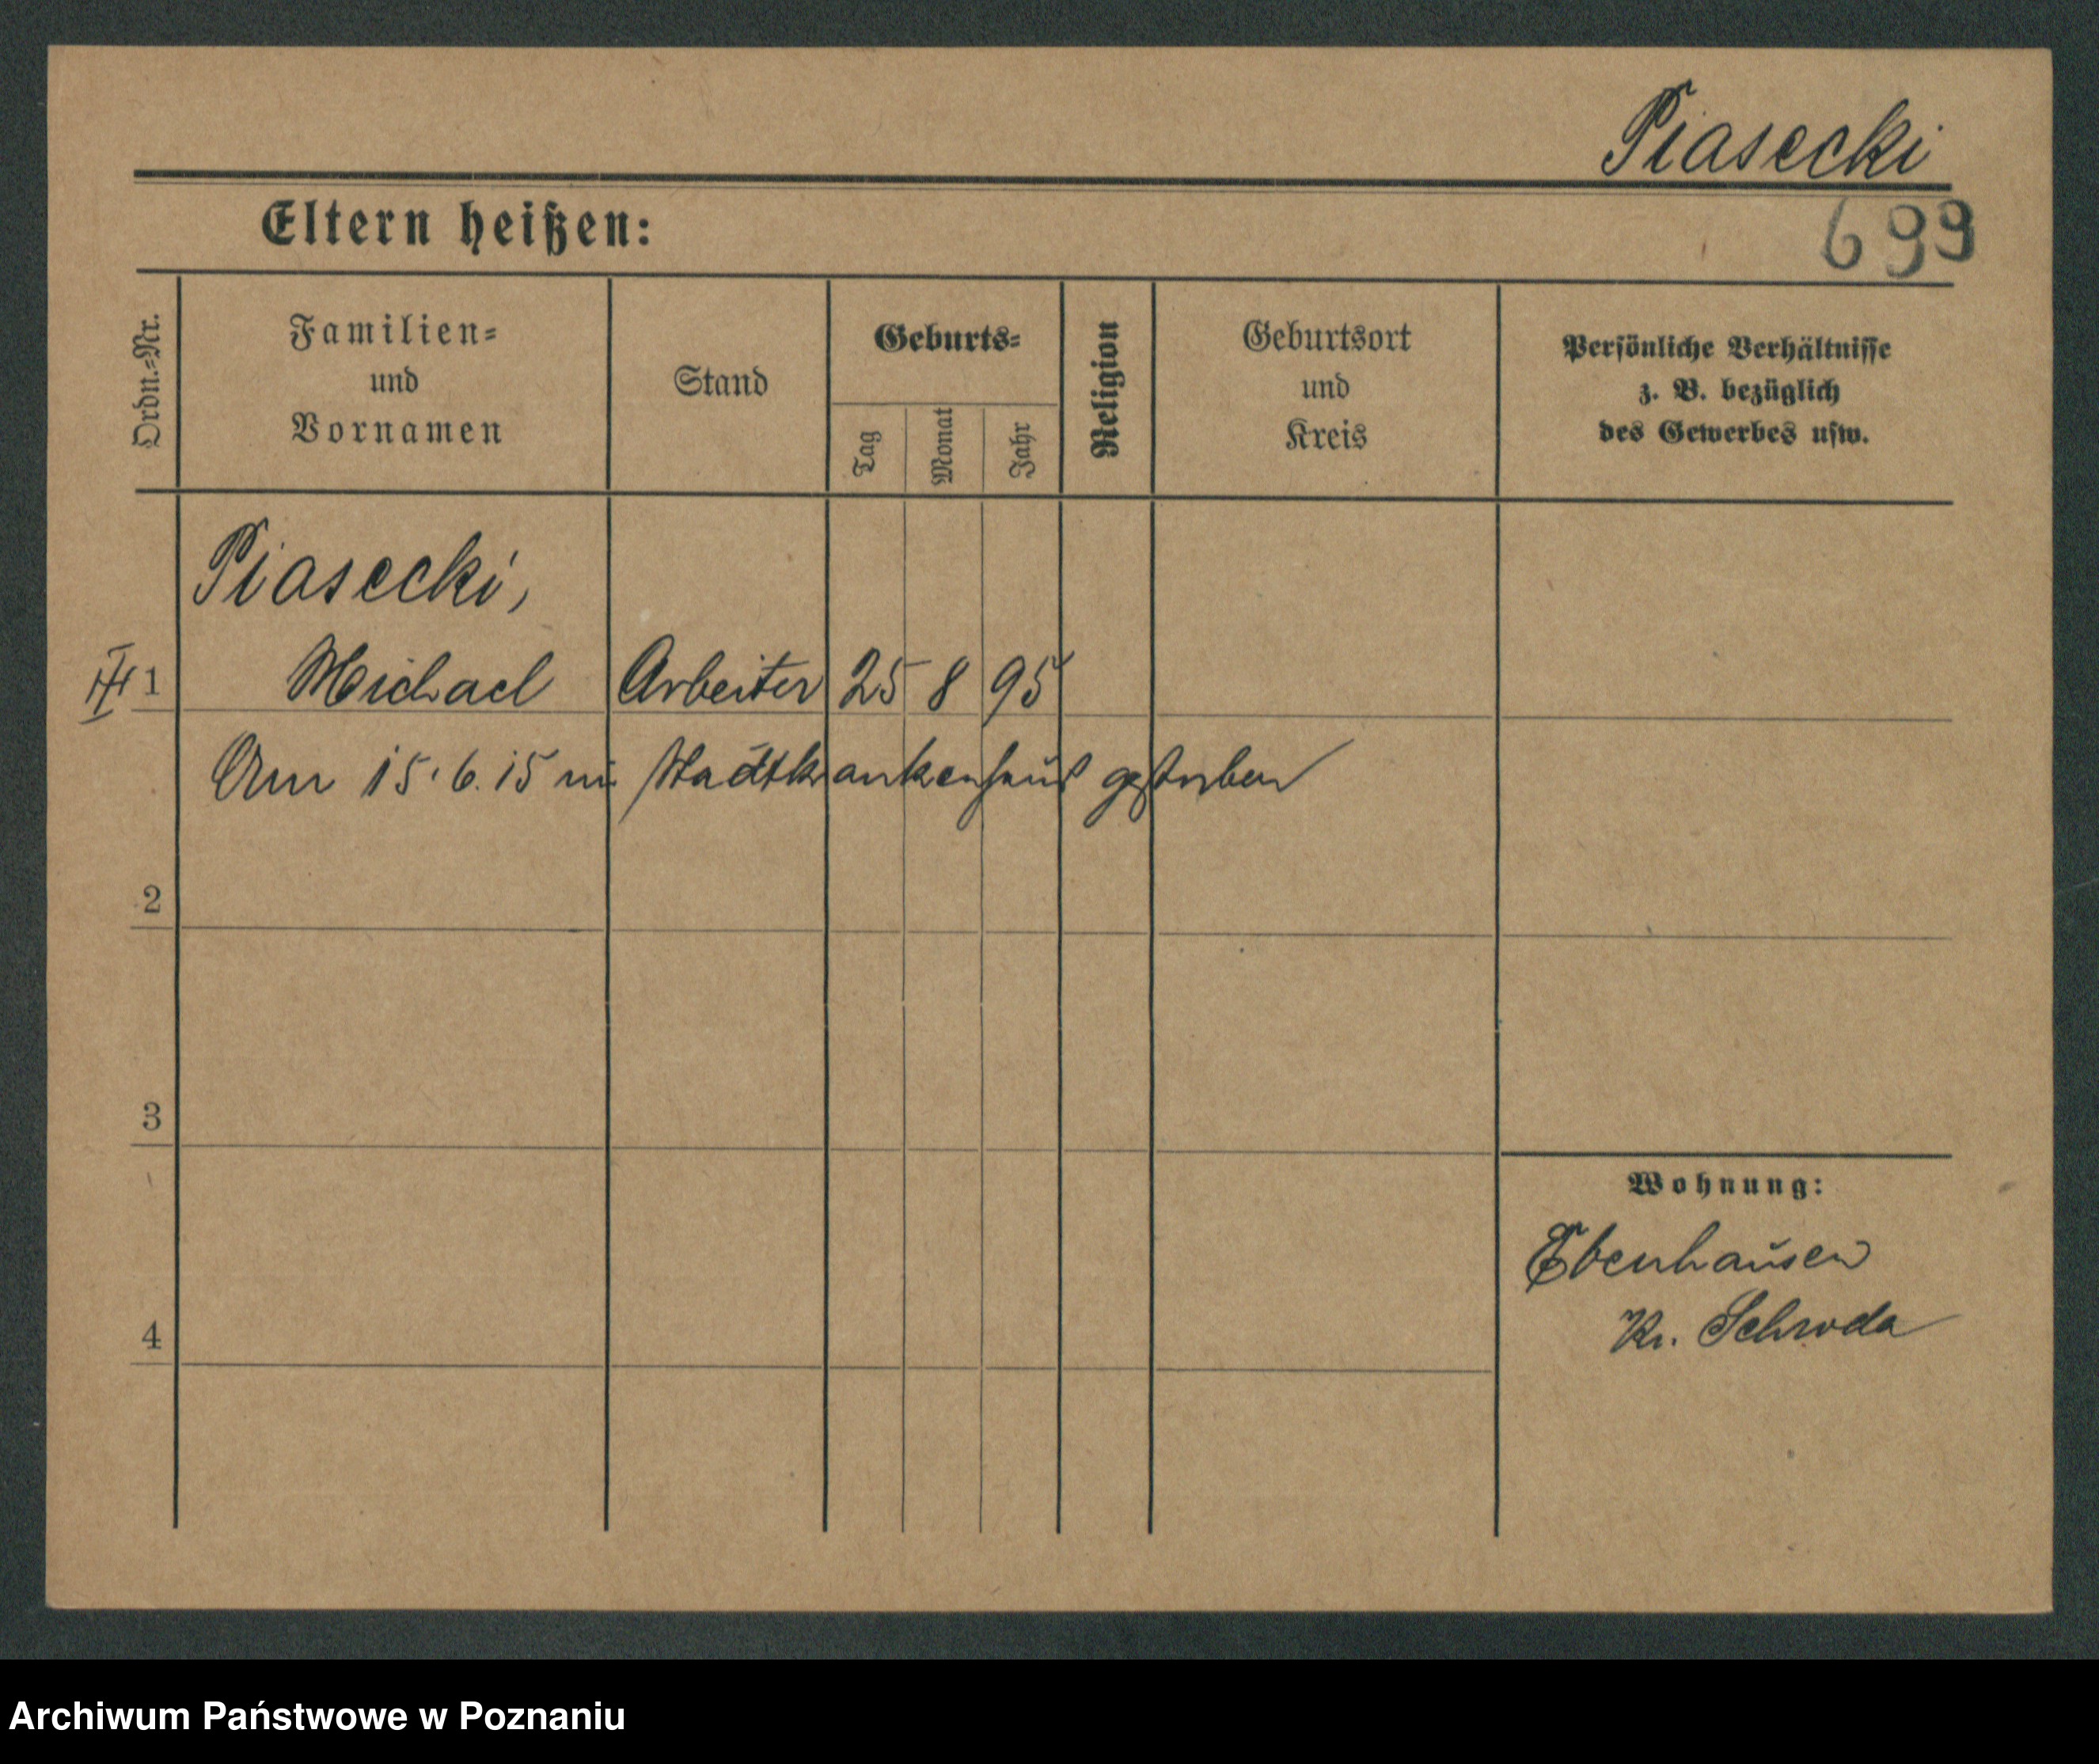 Piasecki
Eltern heißen:
699
Ordn.-Nr.
Familien-
und
Vornamen
Stand
Geburts-
Tag
Monat
Jahr
Religion
Geburtsort
und
Kreis
Persönliche Verhältnisse
z. B. bezüglich
des Gewerbes usw.
Piasecki,
1 Michael Arbeiter 25 8 95
Am 15.6.15 im Stadtkrankenhaus gestorben
2
3
Wohnung:
Ebenhausen
Kr. Schroda
4
Archiwum Państwowe w Poznaniu